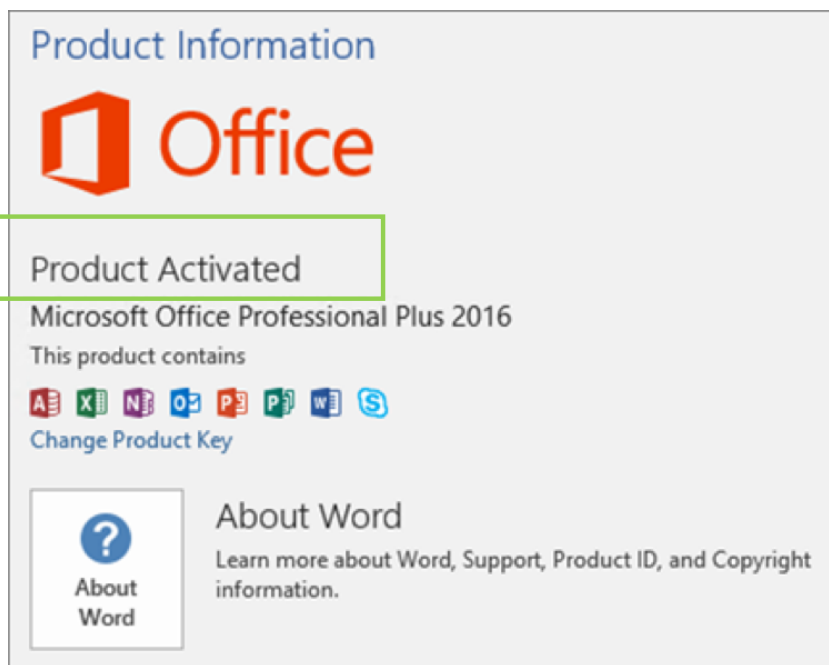 Product Information
Office
Product Activated
Microsoft Office Professional Plus 2016
This product contains
A X N O P P W S
Change Product Key
About Word
Learn more about Word, Support, Product ID, and Copyright
information.
?
About
Word